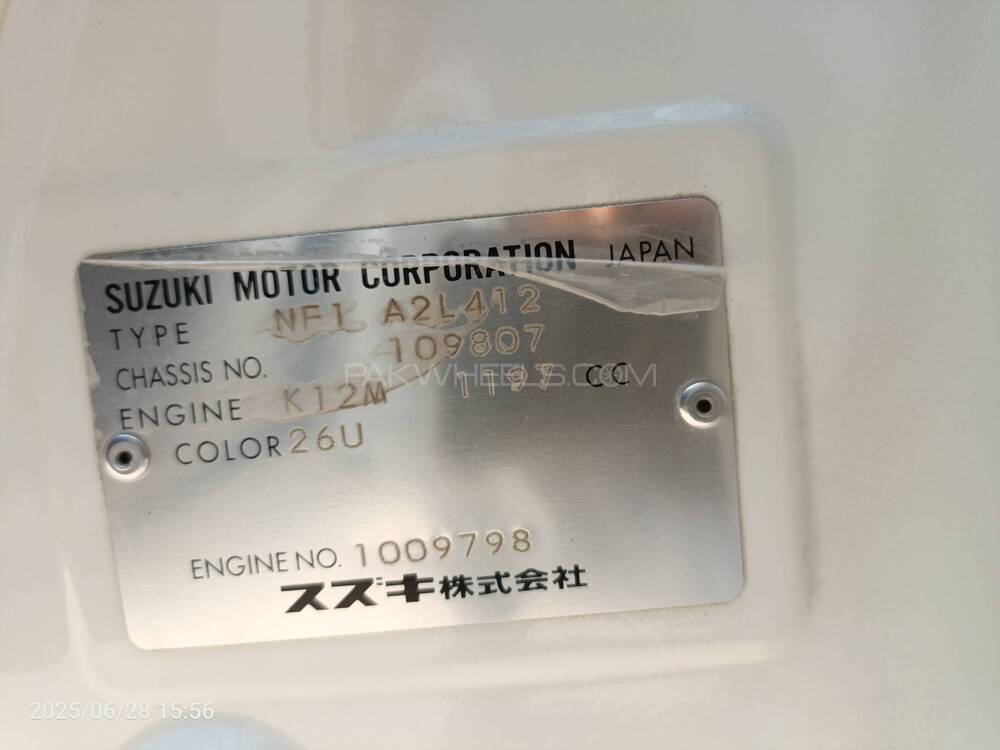 SUZUKI MOTOR CORPORATION JAPAN
TYPE NF1 A2L412
CHASSIS NO. 109807
PAKWHEELS.COM
ENGINE K12M 1197 CC
COLOR 26U
ENGINE NO. 1009798
スズキ株式会社
2025/06/28 15:56